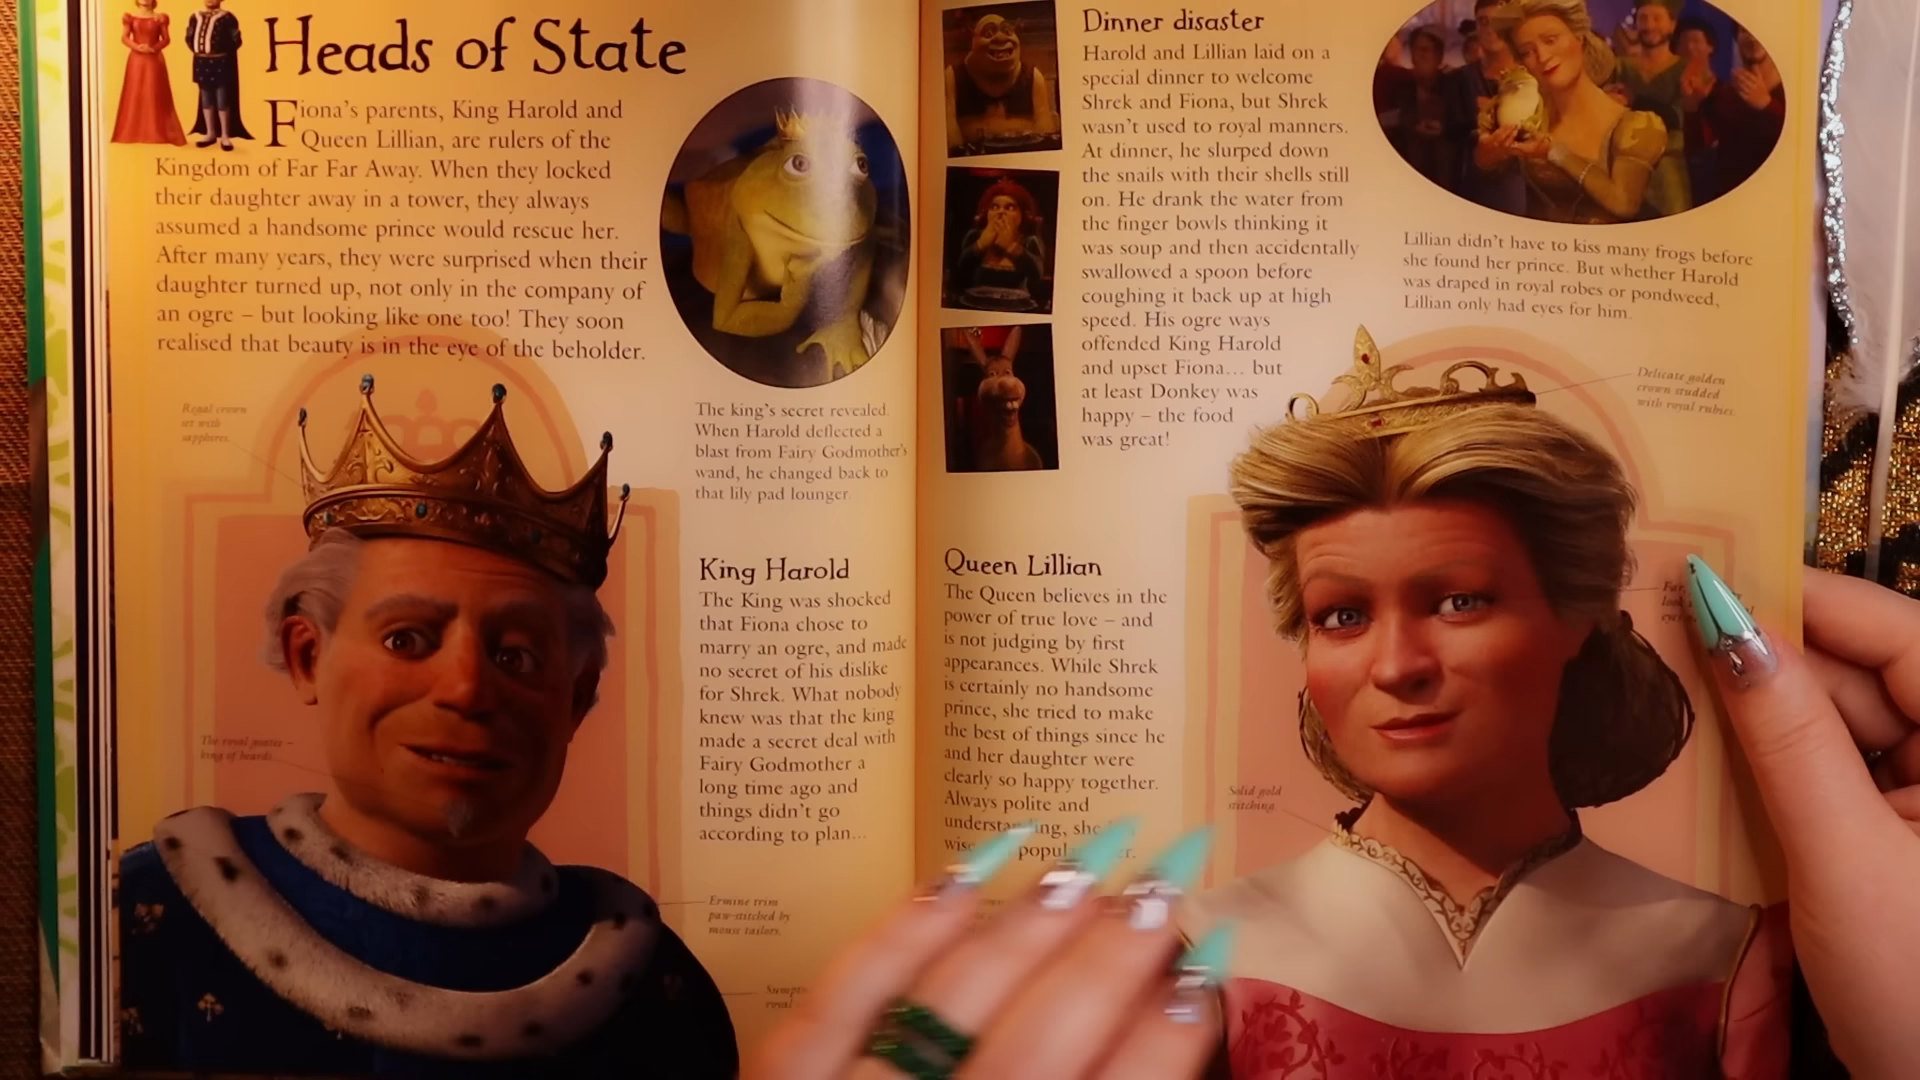 Heads of State
Fiona's parents, King Harold and
Queen Lillian, are rulers of the
Kingdom of Far Far Away. When they locked
their daughter away in a tower, they always
assumed a handsome prince would rescue her.
After many years, they were surprised when their
daughter turned up, not only in the company of
an ogre – but looking like one too! They soon
realised that beauty is in the eye of the beholder.
Regal crown
set with
sapphires.
The king's secret revealed.
When Harold deflected a
blast from Fairy Godmother's
wand, he changed back to
that lily pad lounger.
King Harold
The King was shocked
that Fiona chose to
marry an ogre, and made
no secret of his dislike
for Shrek. What nobody
knew was that the king
made a secret deal with
Fairy Godmother a
long time ago and
things didn't go
according to plan...
The royal goatee –
king of beards.
Ermine trim
paw-stitched by
mouse tailors.
royal
Dinner disaster
Harold and Lillian laid on a
special dinner to welcome
Shrek and Fiona, but Shrek
wasn't used to royal manners.
At dinner, he slurped down
the snails with their shells still
on. He drank the water from
the finger bowls thinking it
was soup and then accidentally
swallowed a spoon before
coughing it back up at high
speed. His ogre ways
offended King Harold
and upset Fiona... but
at least Donkey was
happy – the food
was great!
Lillian didn't have to kiss many frogs before
she found her prince. But whether Harold
was draped in royal robes or pondweed,
Lillian only had eyes for him.
Delicate golden
crown studded
with royal rubies.
Queen Lillian
The Queen believes in the
power of true love – and
is not judging by first
appearances. While Shrek
is certainly no handsome
prince, she tried to make
the best of things since he
and her daughter were
clearly so happy together.
Always polite and
understanding, she
Solid gold
stitching.